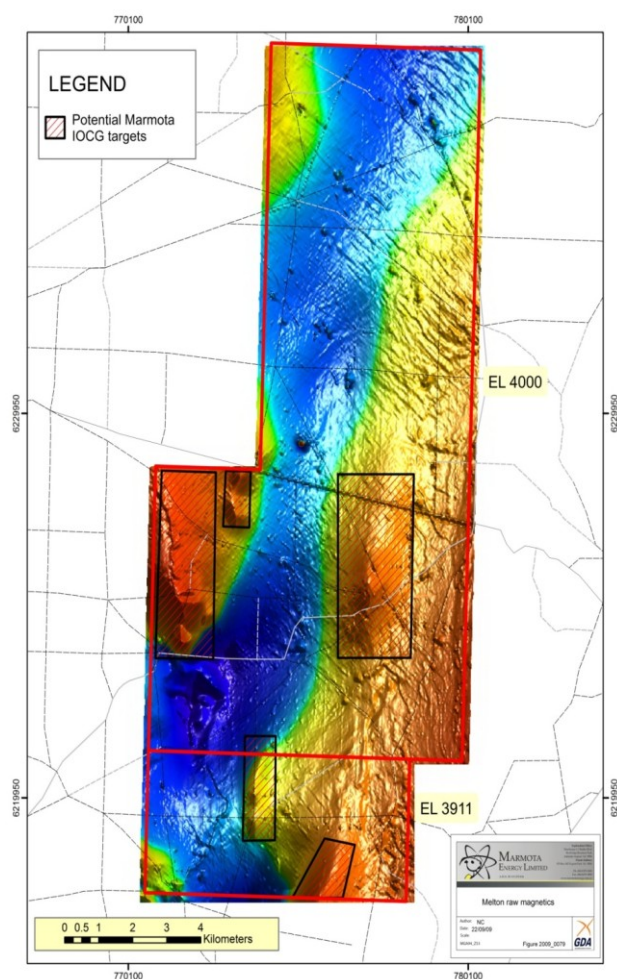 770100 780100
LEGEND
Potential Marmota
IOCG targets
EL 4000
6229950 6229950
EL 3911
6219950 6219950
MARMOTA
ENERGY LIMITED
Melton raw magnetics
Author: NC
Date: 22/09/09
Scale:
Figure 2009_0079
GDA
0 0.5 1 2 3 4
Kilometers
770100 780100